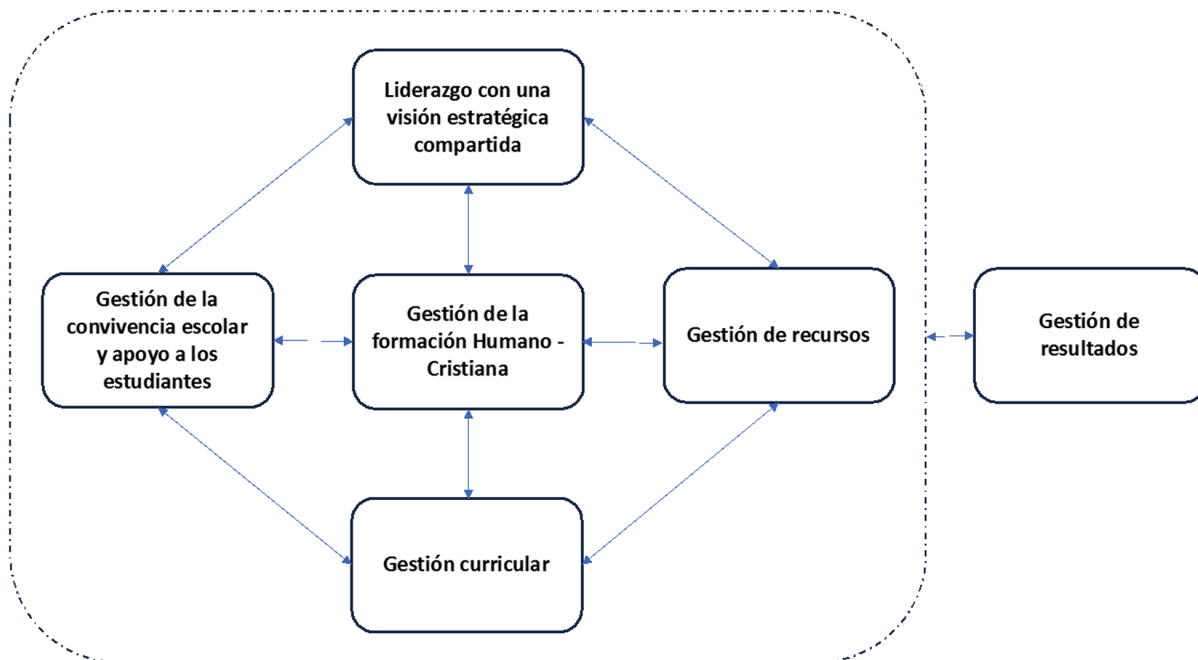 Liderazgo con una
visión estratégica
compartida
Gestión de la
convivencia escolar
y apoyo a los
estudiantes
Gestión de la
formación Humano -
Cristiana
Gestión de recursos
Gestión de
resultados
Gestión curricular